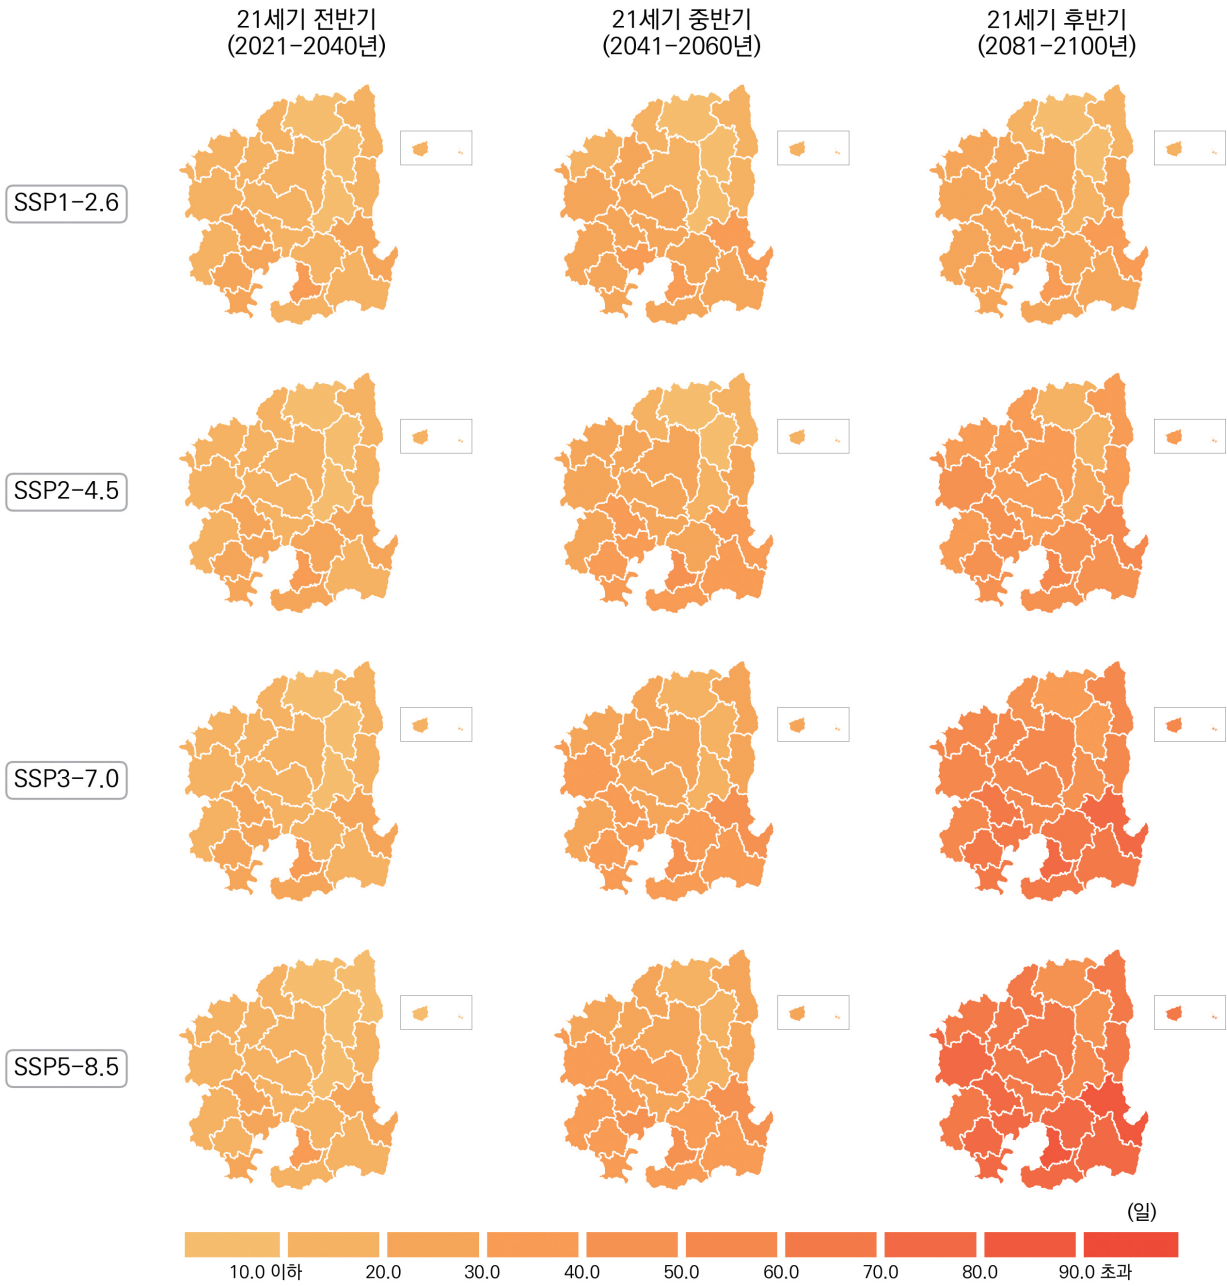 21세기 전반기
(2021-2040년)
21세기 중반기
(2041-2060년)
21세기 후반기
(2081-2100년)
SSP1-2.6
SSP2-4.5
SSP3-7.0
SSP5-8.5
(일)
10.0 이하 20.0 30.0 40.0 50.0 60.0 70.0 80.0 90.0 초과